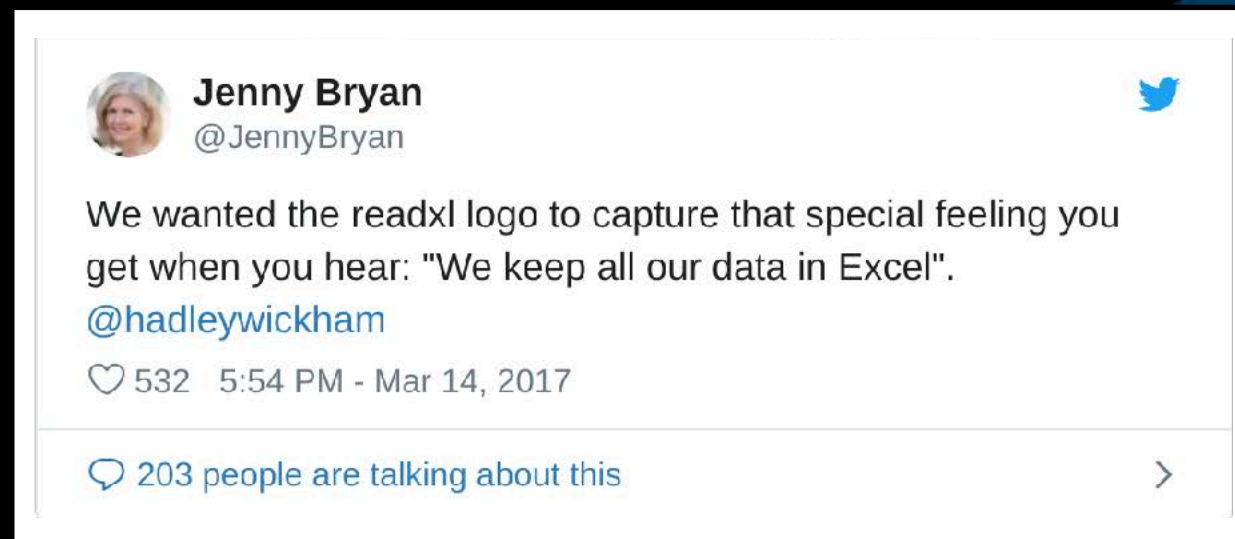 Jenny Bryan
@JennyBryan
We wanted the readxl logo to capture that special feeling you
get when you hear: "We keep all our data in Excel".
@hadleywickham
532 5:54 PM - Mar 14, 2017
203 people are talking about this